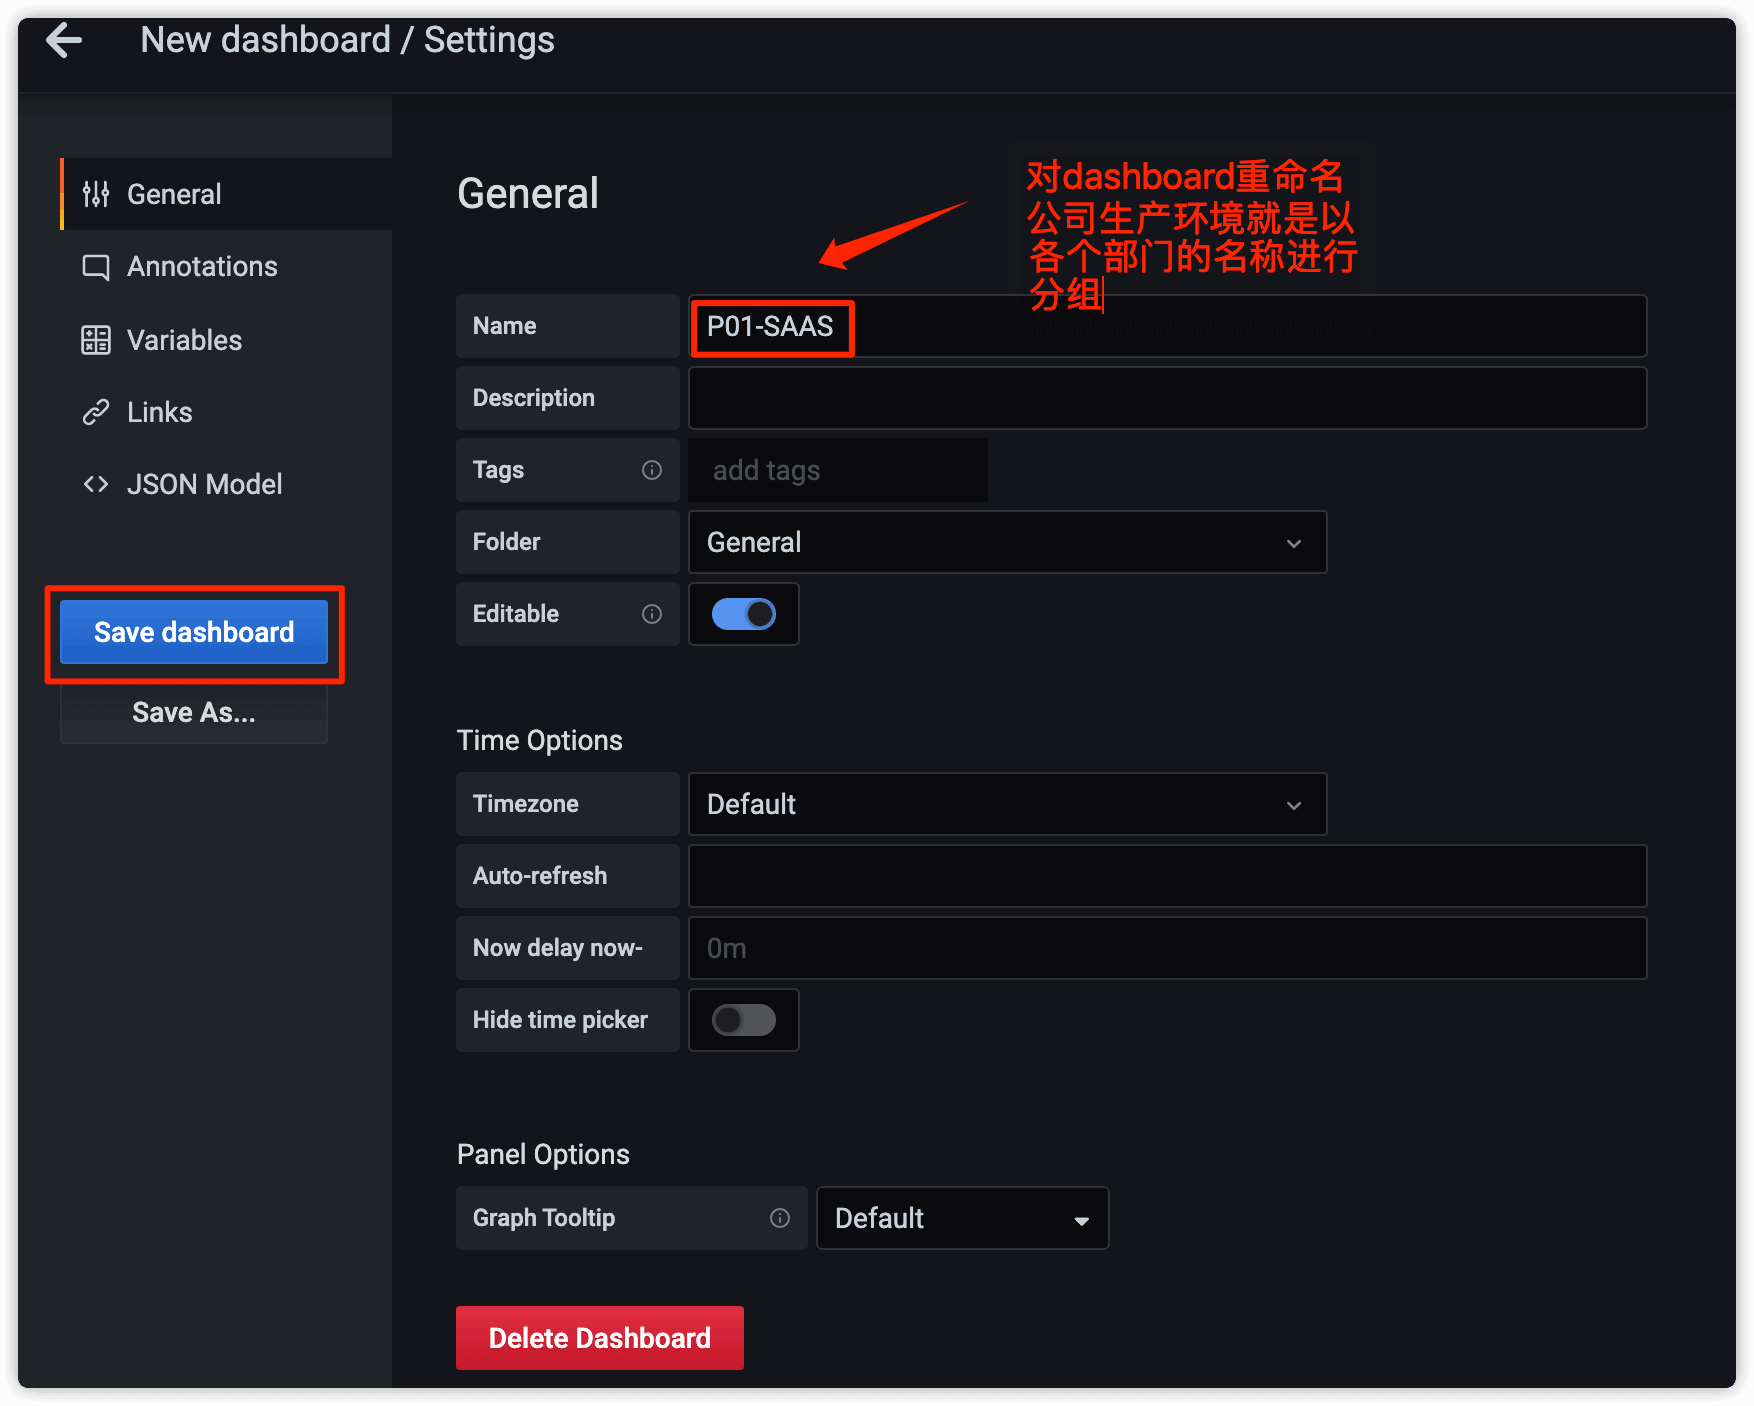 New dashboard / Settings
General
Annotations
Variables
Links
JSON Model
Save dashboard
Save As...
General
对dashboard重命名
公司生产环境就是以
各个部门的名称进行
分组
Name
P01-SAAS
Description
Tags
add tags
Folder
General
Editable
Time Options
Timezone
Default
Auto-refresh
Now delay now-
0m
Hide time picker
Panel Options
Graph Tooltip
Default
Delete Dashboard